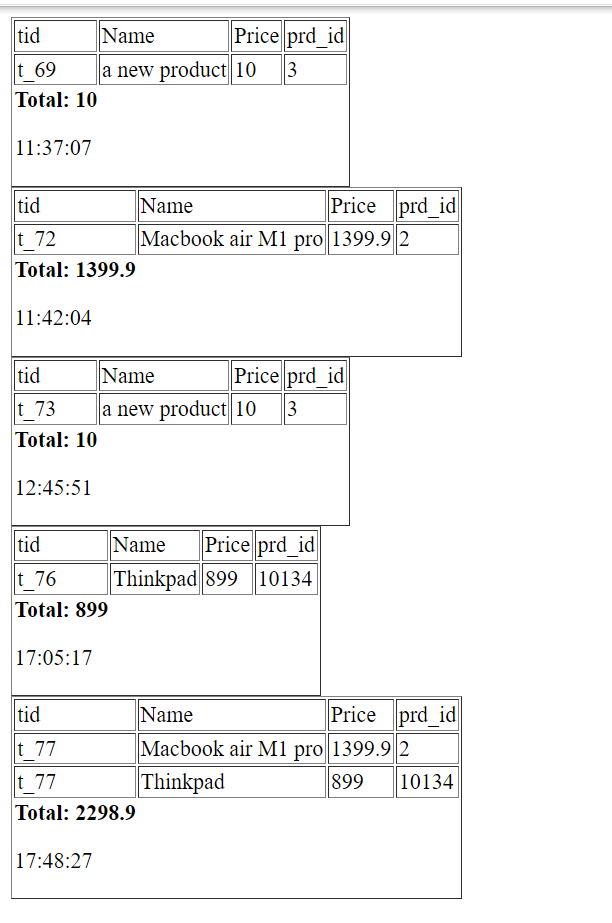 tid Name Price prd_id
t_69 a new product 10 3
Total: 10
11:37:07
tid Name Price prd_id
t_72 Macbook air M1 pro 1399.9 2
Total: 1399.9
11:42:04
tid Name Price prd_id
t_73 a new product 10 3
Total: 10
12:45:51
tid Name Price prd_id
t_76 Thinkpad 899 10134
Total: 899
17:05:17
tid Name Price prd_id
t_77 Macbook air M1 pro 1399.9 2
t_77 Thinkpad 899 10134
Total: 2298.9
17:48:27